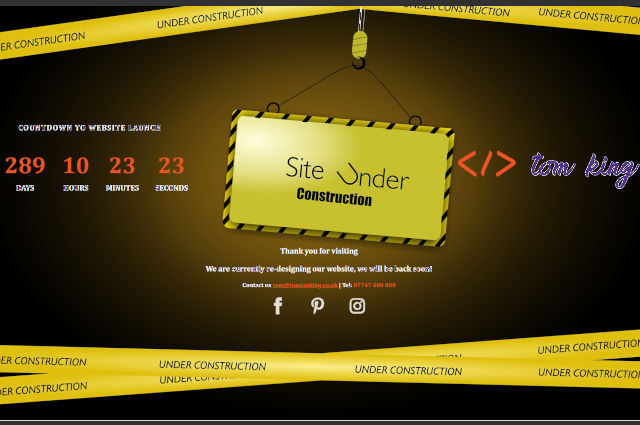 UNDER CONSTRUCTION
UNDER CONSTRUCTION
UNDER CONSTRUCTION
UNDER CONSTRUCTION
COUNTDOWN TO WEBSITE LAUNCH
289 10 23 23
DAYS HOURS MINUTES SECONDS
Site Under
Construction
</> tom king
Thank you for visiting
We are currently re-designing our website, we will be back soon!
Contact us tom@tomtanking.co.uk | Tel: 07747 000 000
UNDER CONSTRUCTION
UNDER CONSTRUCTION
UNDER CONSTRUCTION
UNDER CONSTRUCTION
UNDER CONSTRUCTION
UNDER CONSTRUCTION
UNDER CONSTRUCTION